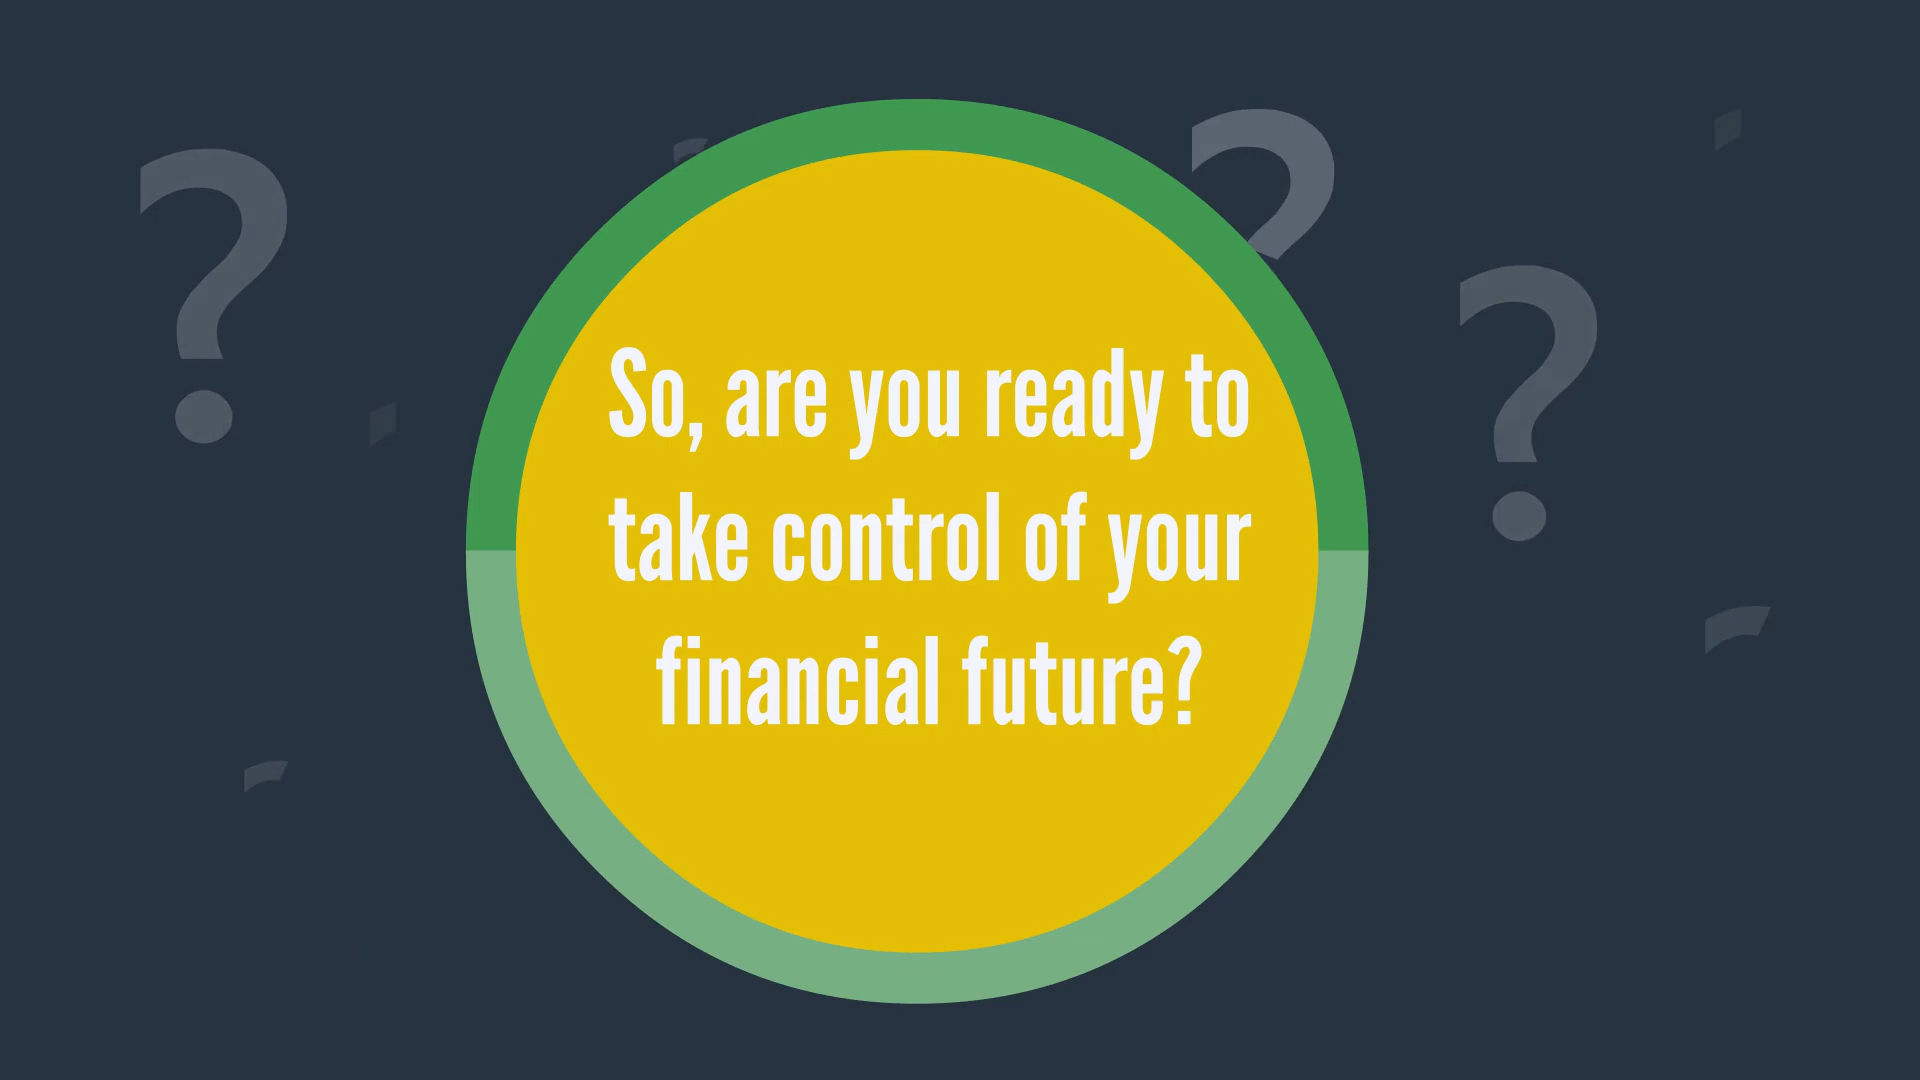 So, are you ready to
take control of your
financial future?